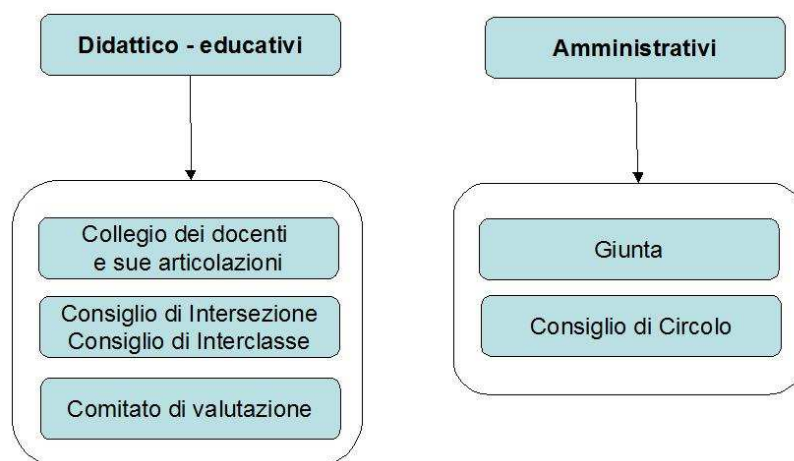 Didattico - educativi
Amministrativi
Collegio dei docenti
e sue articolazioni
Consiglio di Intersezione
Consiglio di Interclasse
Comitato di valutazione
Giunta
Consiglio di Circolo